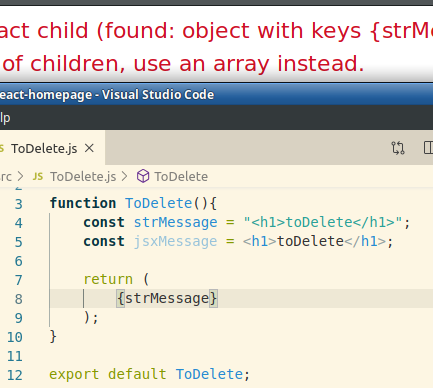 act child (found: object with keys {strMe
of children, use an array instead.
eact-homepage - Visual Studio Code
lp
ToDelete.js ×
rc > JS ToDelete.js > ToDelete
3 function ToDelete(){
4 const strMessage = "<h1>toDelete</h1>";
5 const jsxMessage = <h1>toDelete</h1>;
6
7 return (
8 {strMessage}
9 );
10 }
11
12 export default ToDelete;